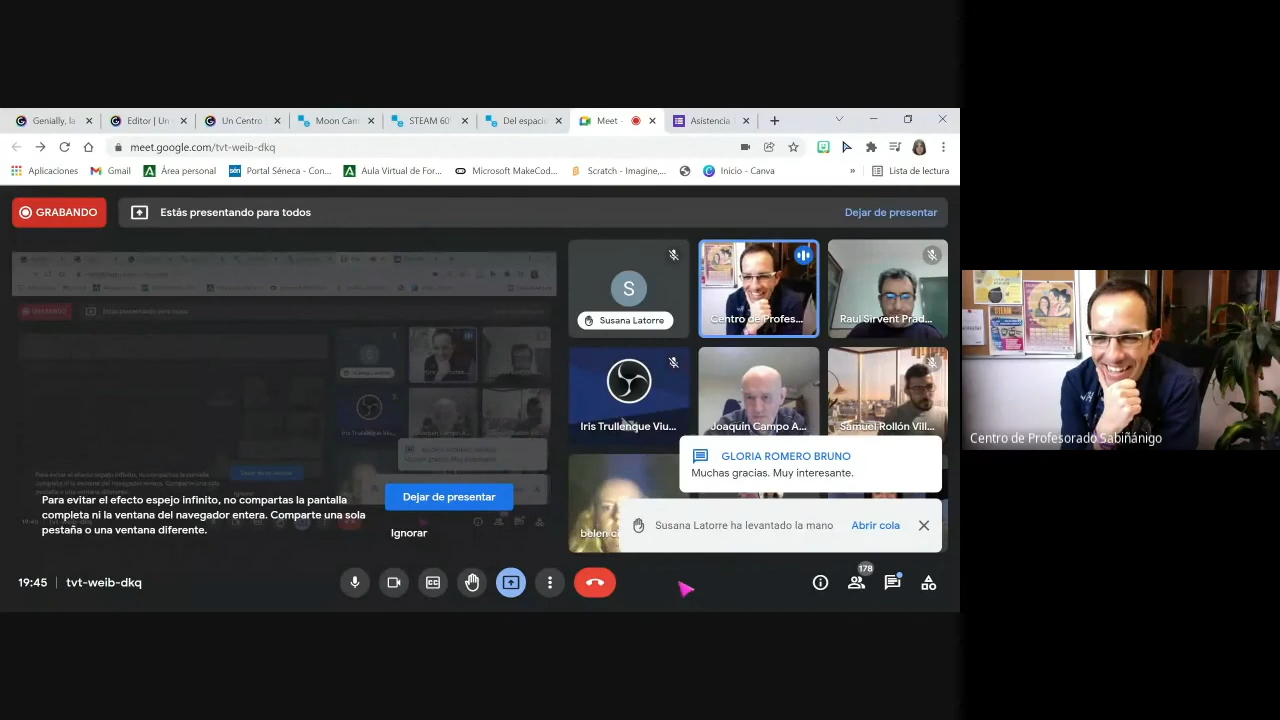 Genially, la
Editor | Un
Un Centro
Moon Cam
STEAM 60'
Del espaci
Meet -
Asistencia
meet.google.com/tvt-weib-dkq
Aplicaciones
Gmail
Área personal
Portal Séneca - Con...
Aula Virtual de For...
Microsoft MakeCod...
Scratch - Imagine,...
Inicio - Canva
»
Lista de lectura
GRABANDO
Estás presentando para todos
Dejar de presentar
S
Susana Latorre
Centro de Profes...
Raul Sirvent Prad...
Iris Trullenque Viu...
Joaquín Campo A...
Samuel Rollón Vill...
GLORIA ROMERO BRUNO
Muchas gracias. Muy interesante.
Para evitar el efecto espejo infinito, no compartas la pantalla
completa ni la ventana del navegador entera. Comparte una sola
pestaña o una ventana diferente.
Dejar de presentar
Ignorar
belen
Susana Latorre ha levantado la mano
Abrir cola
19:45
tvt-weib-dkq
178
Centro de Profesorado Sabiñánigo